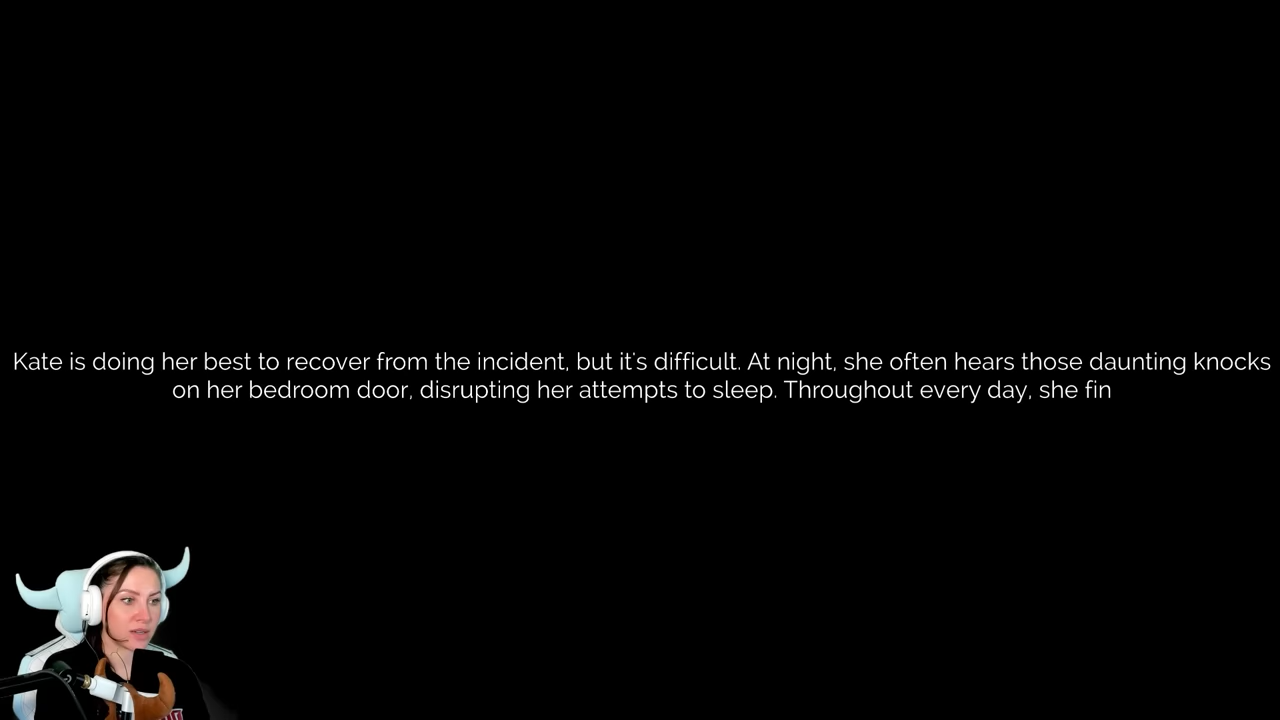 Kate is doing her best to recover from the incident, but it's difficult. At night, she often hears those daunting knocks
on her bedroom door, disrupting her attempts to sleep. Throughout every day, she fin